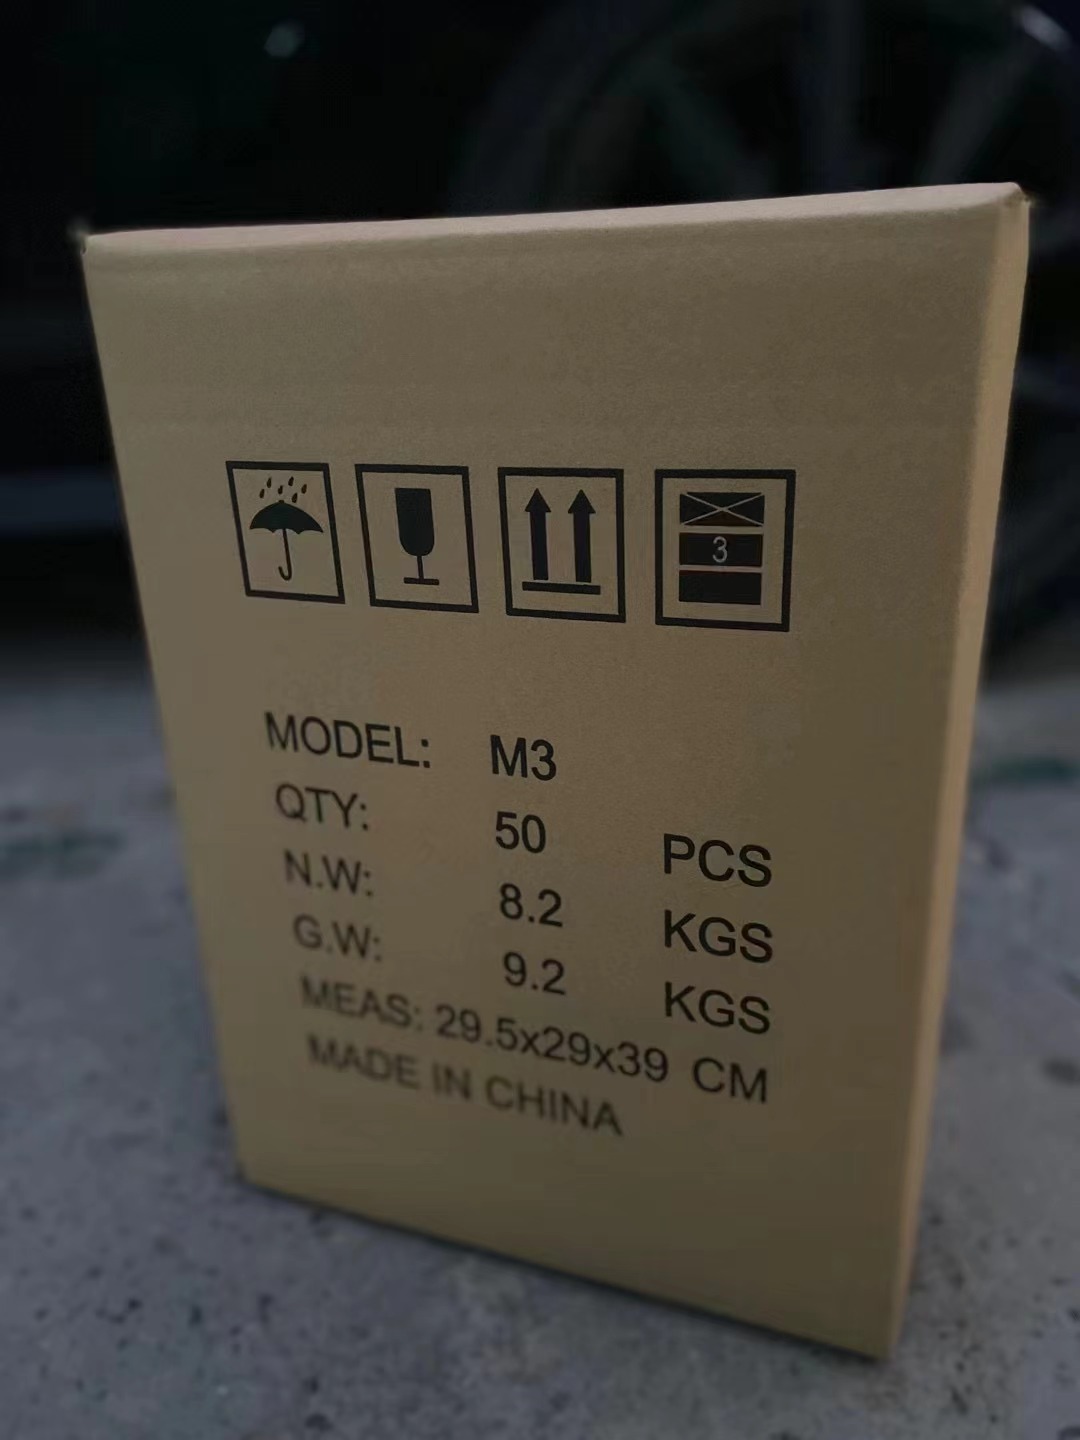 3
MODEL: M3
QTY: 50 PCS
N.W: 8.2 KGS
G.W: 9.2 KGS
MEAS: 29.5x29x39 CM
MADE IN CHINA